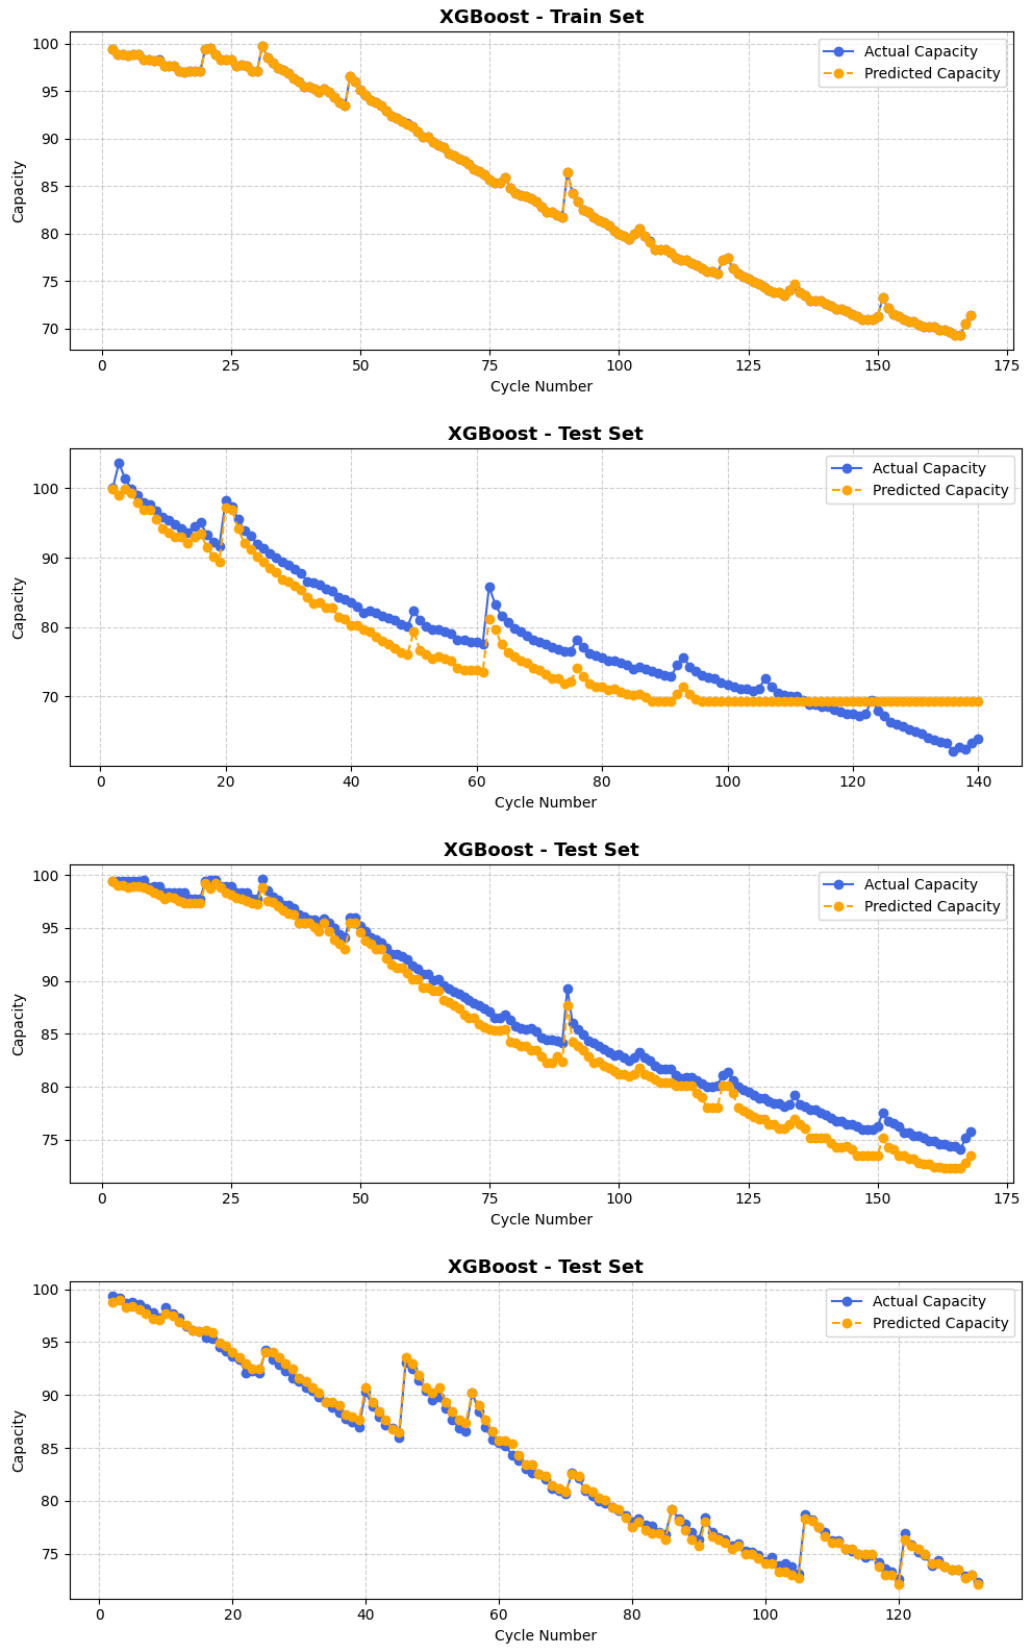 XGBoost - Train Set
Actual Capacity
Predicted Capacity
Capacity
100
95
90
85
80
75
70
0 25 50 75 100 125 150 175
Cycle Number
XGBoost - Test Set
Actual Capacity
Predicted Capacity
Capacity
100
90
80
70
0 20 40 60 80 100 120 140
Cycle Number
XGBoost - Test Set
Actual Capacity
Predicted Capacity
Capacity
100
95
90
85
80
75
0 25 50 75 100 125 150 175
Cycle Number
XGBoost - Test Set
Actual Capacity
Predicted Capacity
Capacity
100
95
90
85
80
75
0 20 40 60 80 100 120
Cycle Number